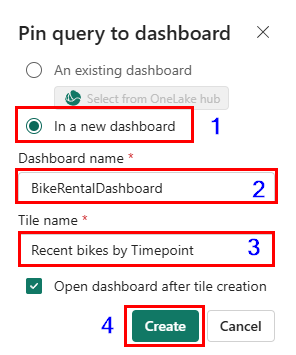 Pin query to dashboard
An existing dashboard
Select from OneLake hub
In a new dashboard 1
Dashboard name *
BikeRentalDashboard 2
Tile name *
Recent bikes by Timepoint 3
Open dashboard after tile creation
4 Create Cancel